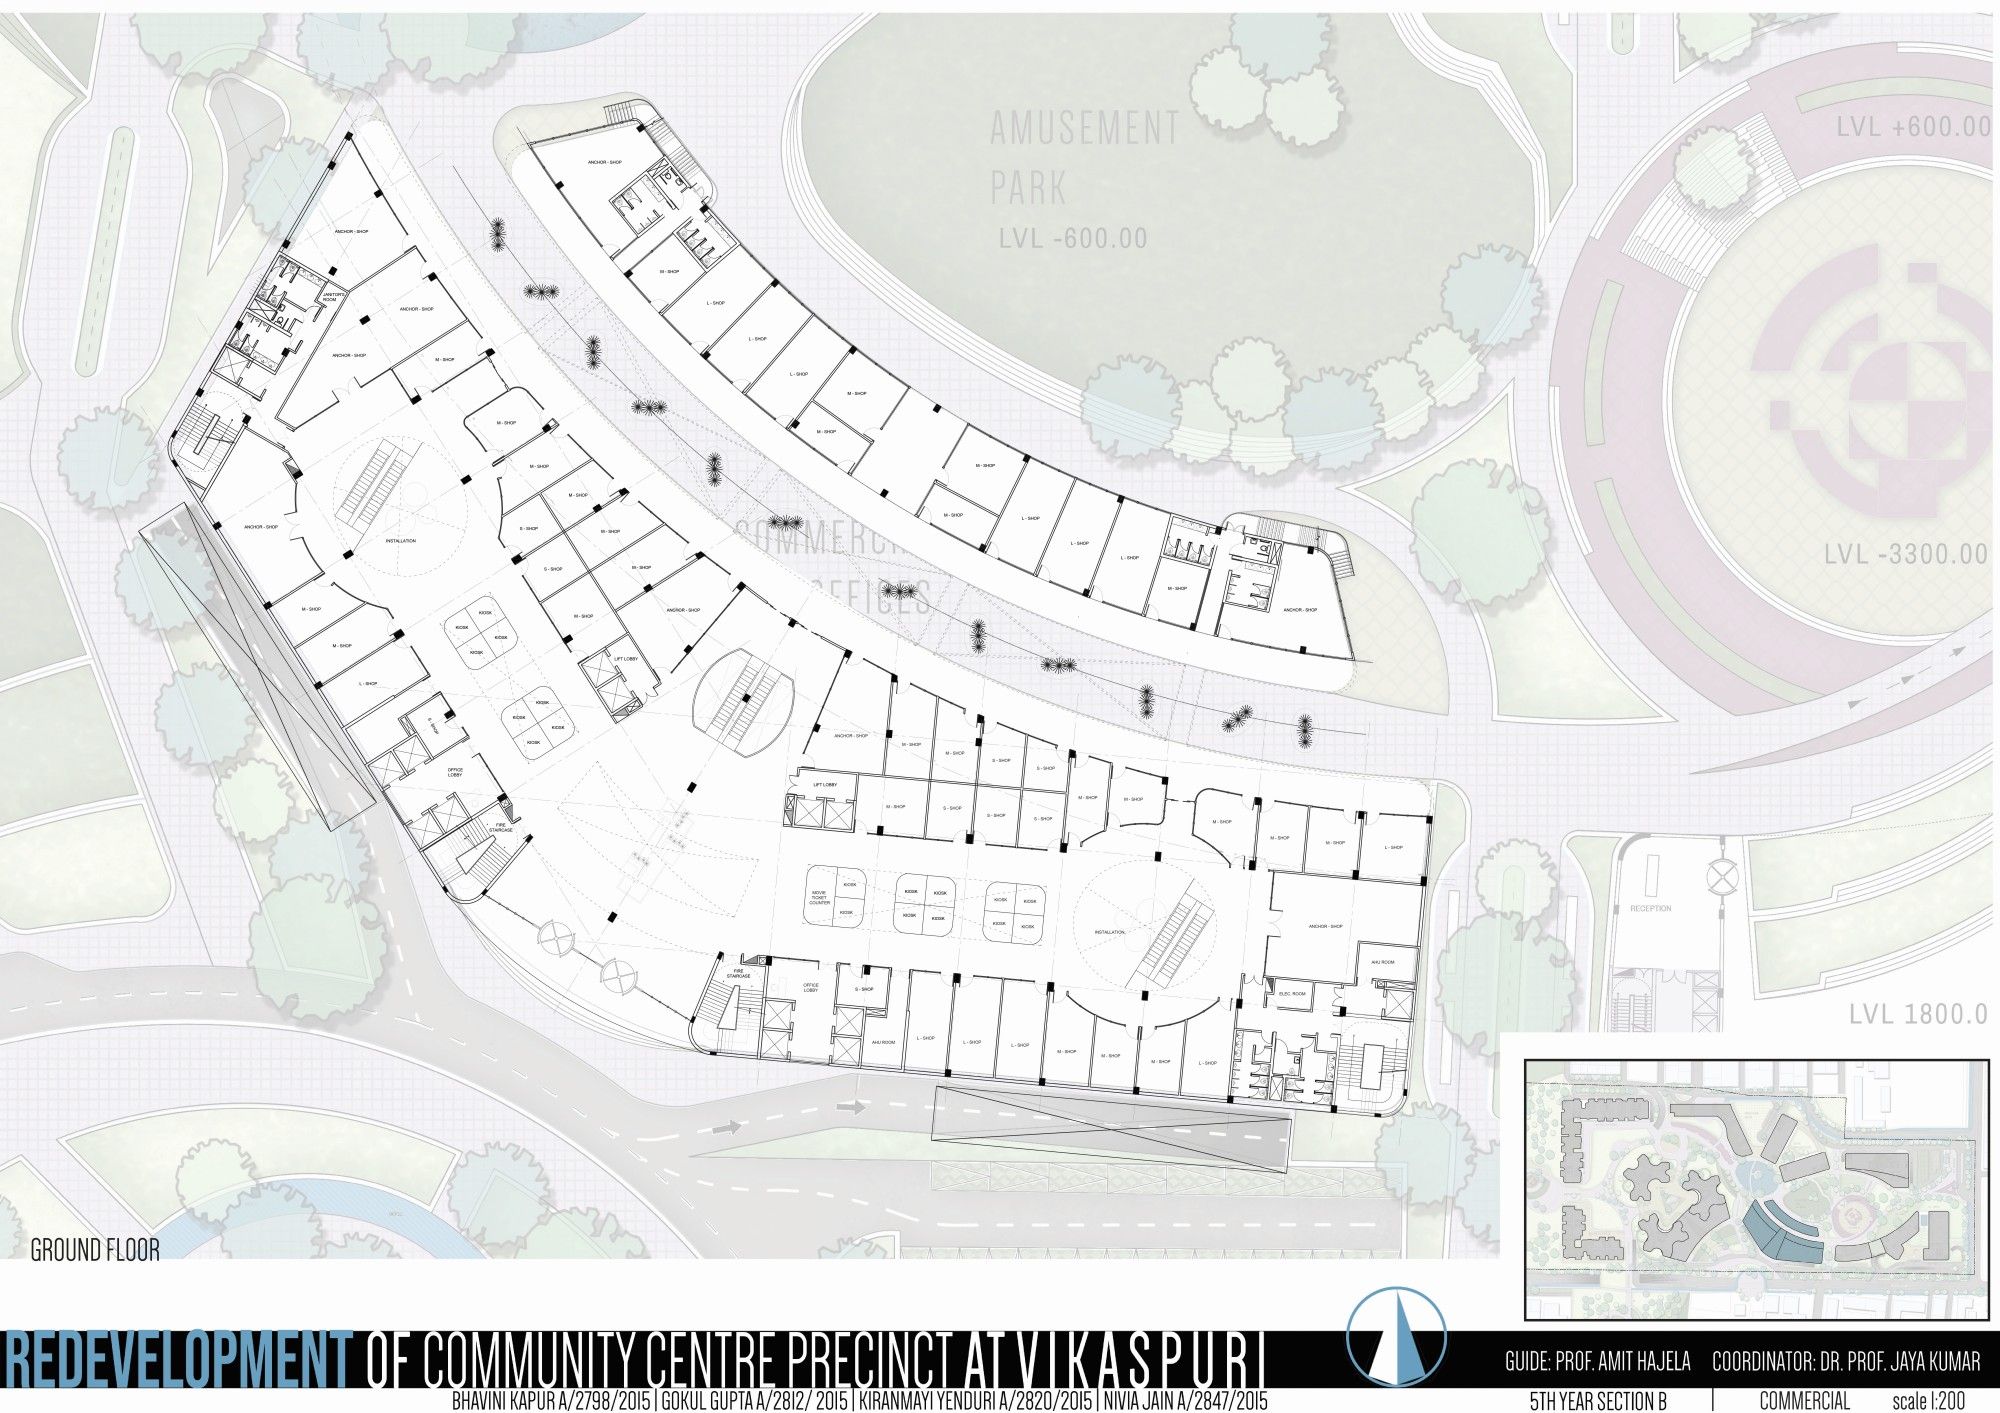 AMUSEMENT
PARK
LVL -600.00
LVL +600.00
LVL -3300.00
ANCHOR - SHOP
M - SHOP
L - SHOP
L - SHOP
L - SHOP
M - SHOP
M - SHOP
M - SHOP
M - SHOP
L - SHOP
L - SHOP
L - SHOP
M - SHOP
ANCHOR - SHOP
ANCHOR - SHOP
JANITOR'S
ROOM
ANCHOR - SHOP
ANCHOR - SHOP
M - SHOP
M - SHOP
M - SHOP
M - SHOP
S - SHOP
M - SHOP
ANCHOR - SHOP
INSTALLATION
S - SHOP
M - SHOP
M - SHOP
M - SHOP
ANCHOR - SHOP
M - SHOP
L - SHOP
S - SHOP
KIOSK
KIOSK
KIOSK
KIOSK
LIFT LOBBY
KIOSK
KIOSK
KIOSK
KIOSK
OFFICE
LOBBY
FIRE
STAIRCASE
COMMERC
OFFICES
ANCHOR - SHOP
M - SHOP
M - SHOP
S - SHOP
S - SHOP
LIFT LOBBY
M - SHOP
S - SHOP
S - SHOP
S - SHOP
M - SHOP
M - SHOP
M - SHOP
M - SHOP
M - SHOP
L - SHOP
MOVIE
TICKET
COUNTER
KIOSK
KIOSK
KIOSK
KIOSK
KIOSK
KIOSK
KIOSK
KIOSK
KIOSK
KIOSK
INSTALLATION
ANCHOR - SHOP
AHU ROOM
ELEC. ROOM
FIRE
STAIRCASE
OFFICE
LOBBY
S - SHOP
AHU ROOM
L - SHOP
L - SHOP
L - SHOP
M - SHOP
M - SHOP
M - SHOP
L - SHOP
RECEPTION
LVL 1800.0
GROUND FLOOR
REDEVELOPMENT OF COMMUNITY CENTRE PRECINCT AT VIKASPURI
GUIDE: PROF. AMIT HAJELA COORDINATOR: DR. PROF. JAYA KUMAR
BHAVINI KAPUR A/2798/2015 | GOKUL GUPTA A/2812/ 2015 | KIRANMAYI YENDURI A/2820/2015 | NIVIA JAIN A/2847/2015
5TH YEAR SECTION B | COMMERCIAL scale 1:200